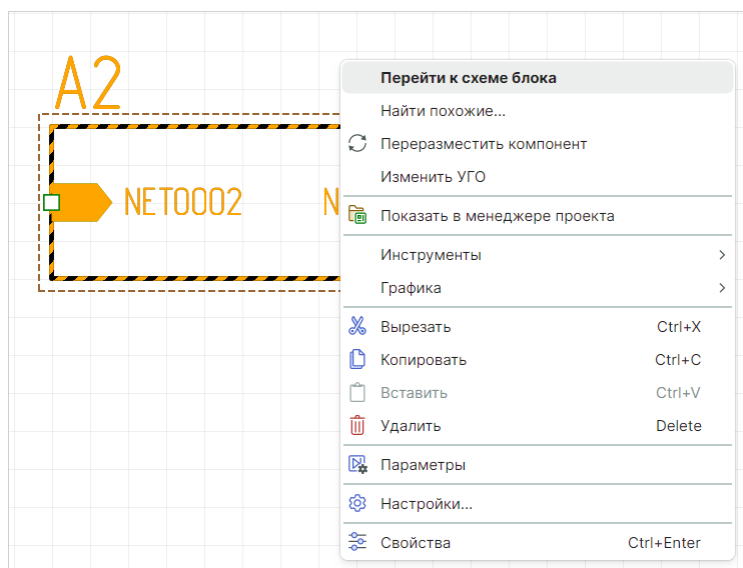 A2
NET0002
N
Перейти к схеме блока
Найти похожие...
Переразместить компонент
Изменить УГО
Показать в менеджере проекта
Инструменты
Графика
Вырезать Ctrl+X
Копировать Ctrl+C
Вставить Ctrl+V
Удалить Delete
Параметры
Настройки...
Свойства Ctrl+Enter